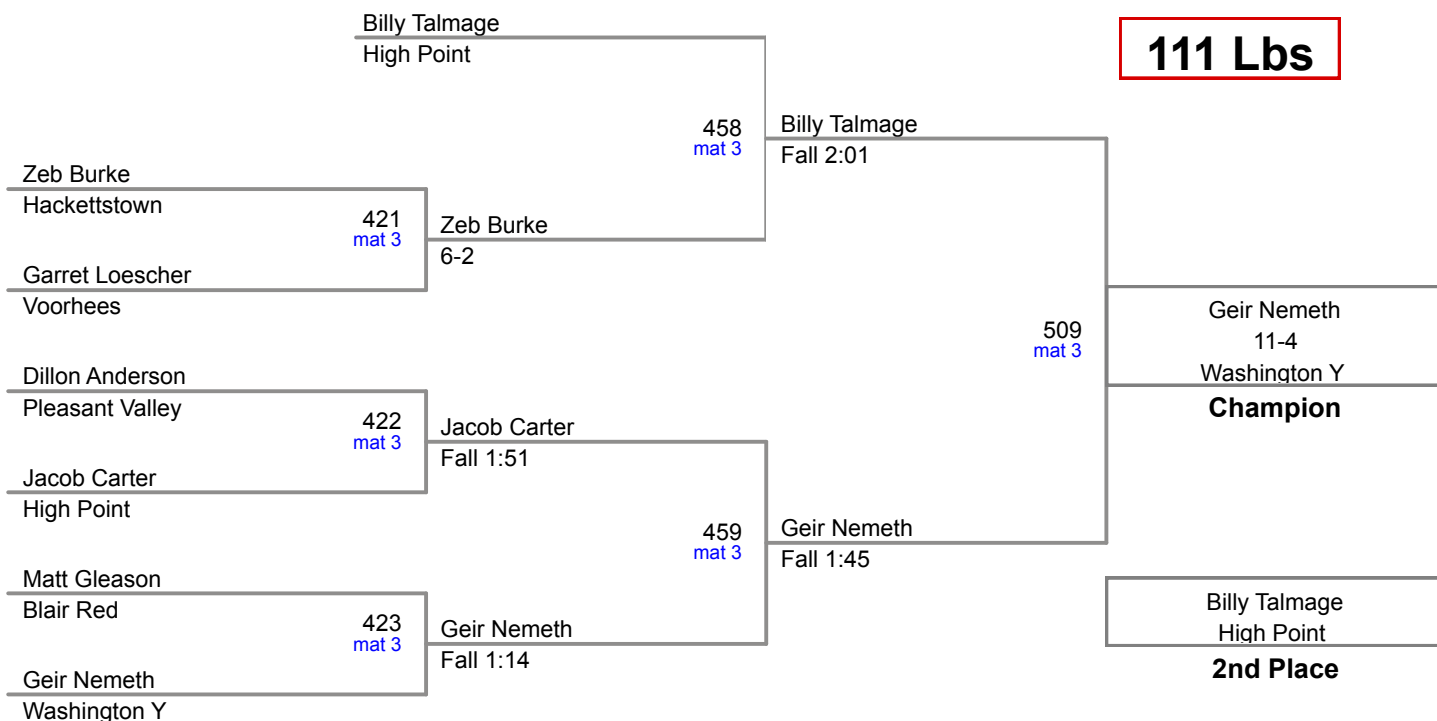 Billy Talmage
High Point
111 Lbs
458
mat 3
Billy Talmage
Fall 2:01
Zeb Burke
Hackettstown
421
mat 3
Zeb Burke
6-2
Garret Loescher
Voorhees
509
mat 3
Geir Nemeth
11-4
Washington Y
Champion
Dillon Anderson
Pleasant Valley
422
mat 3
Jacob Carter
Fall 1:51
Jacob Carter
High Point
459
mat 3
Geir Nemeth
Fall 1:45
Matt Gleason
Blair Red
423
mat 3
Geir Nemeth
Fall 1:14
Geir Nemeth
Washington Y
Billy Talmage
High Point
2nd Place